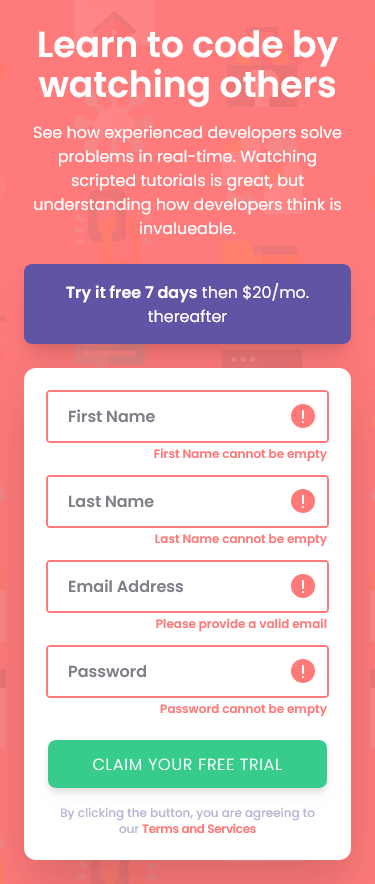 Learn to code by
watching others
See how experienced developers solve
problems in real-time. Watching
scripted tutorials is great, but
understanding how developers think is
invalueable.
Try it free 7 days then $20/mo.
thereafter
First Name
First Name cannot be empty
Last Name
Last Name cannot be empty
Email Address
Please provide a valid email
Password
Password cannot be empty
CLAIM YOUR FREE TRIAL
By clicking the button, you are agreeing to
our Terms and Services